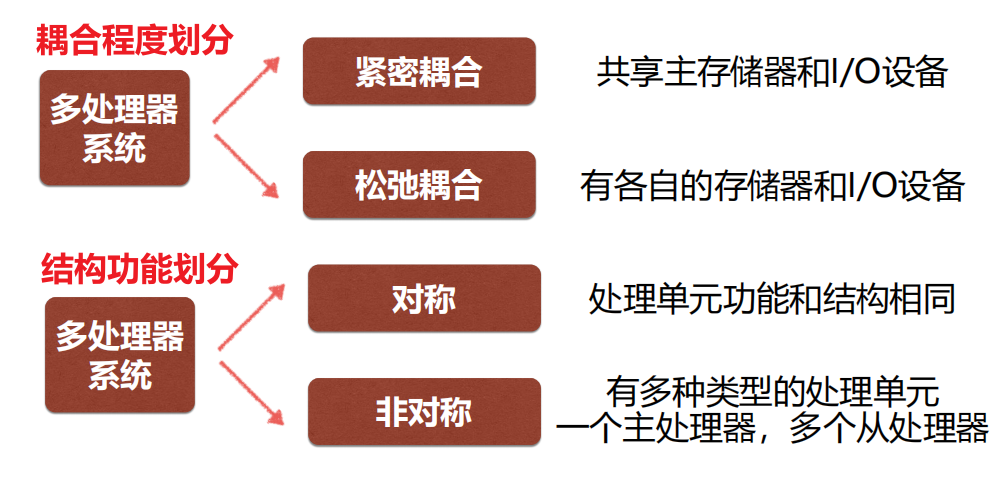 耦合程度划分
多处理器
系统
紧密耦合
共享主存储器和I/O设备
松弛耦合
有各自的存储器和I/O设备
结构功能划分
多处理器
系统
对称
处理单元功能和结构相同
非对称
有多种类型的处理单元
一个主处理器，多个从处理器